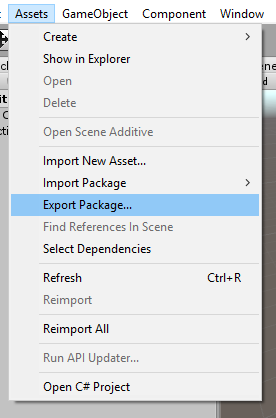 Assets GameObject Component Window
Create
Show in Explorer
Open
Delete
Open Scene Additive
Import New Asset...
Import Package
Export Package...
Find References In Scene
Select Dependencies
Refresh Ctrl+R
Reimport
Reimport All
Run API Updater...
Open C# Project